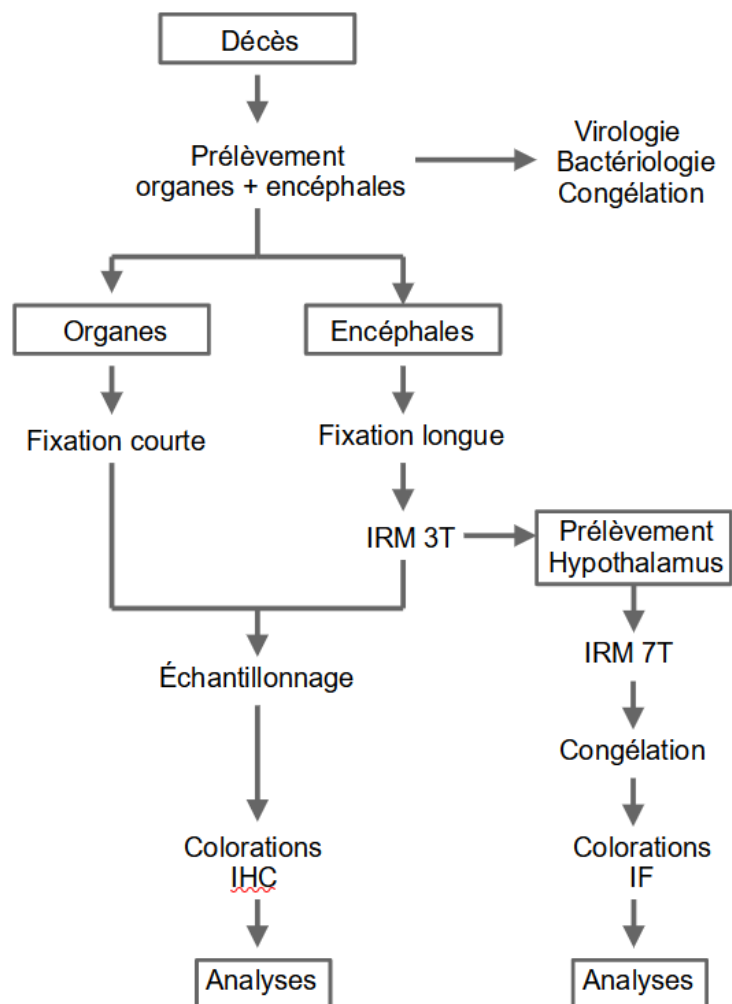 Décès
Prélèvement
organes + encéphales
Virologie
Bactériologie
Congélation
Organes
Encéphales
Fixation courte
Fixation longue
IRM 3T
Prélèvement
Hypothalamus
Échantillonnage
IRM 7T
Congélation
Colorations
IHC
Colorations
IF
Analyses
Analyses